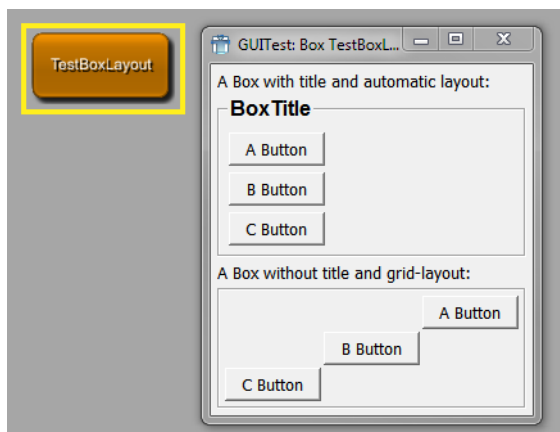 TestBoxLayout
GUITest: Box TestBoxL...
A Box with title and automatic layout:
BoxTitle
A Button
B Button
C Button
A Box without title and grid-layout:
A Button
B Button
C Button